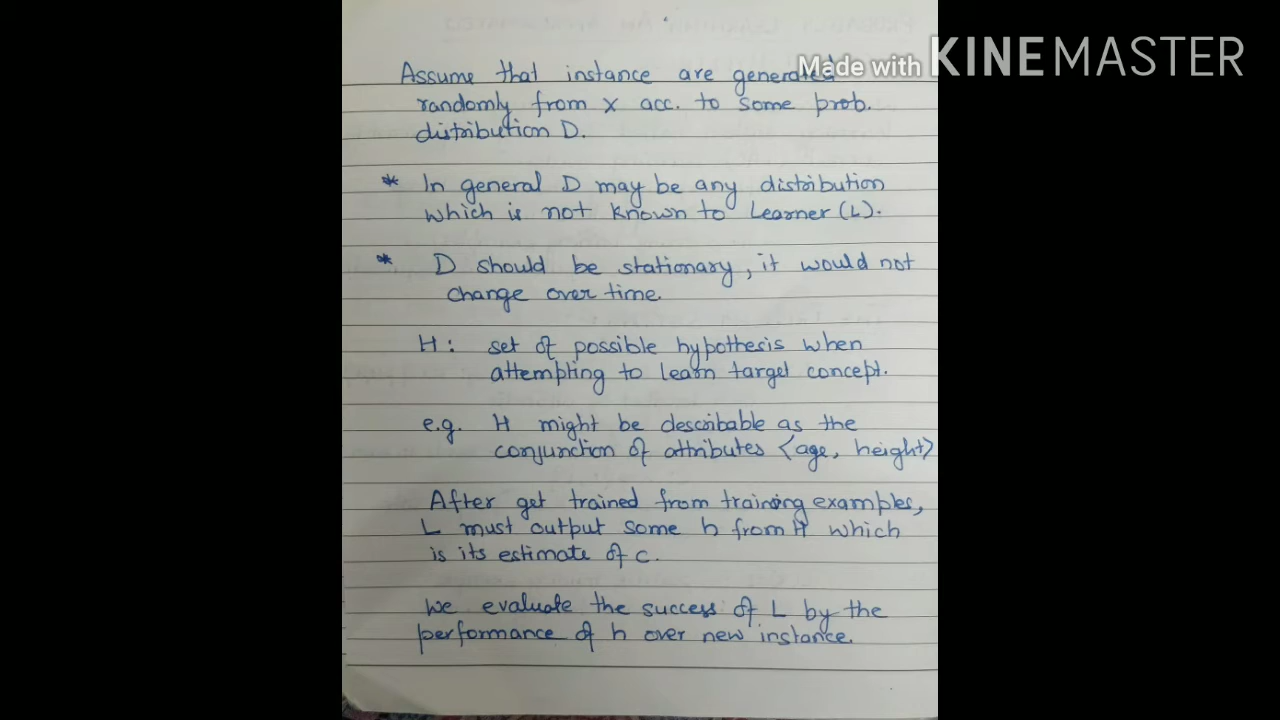 Made with KINEMASTER
Assume that instance are generated
randomly from X acc. to some prob.
distribution D.
* In general D may be any distribution
which is not known to Learner (L).
* D should be stationary, it would not
change over time.
H: set of possible hypothesis when
attempting to learn target concept.
e.g. H might be describable as the
conjunction of attributes <age, height>
After get trained from training examples,
L must output some h from H which
is its estimate of c.
We evaluate the success of L by the
performance of h over new instance.